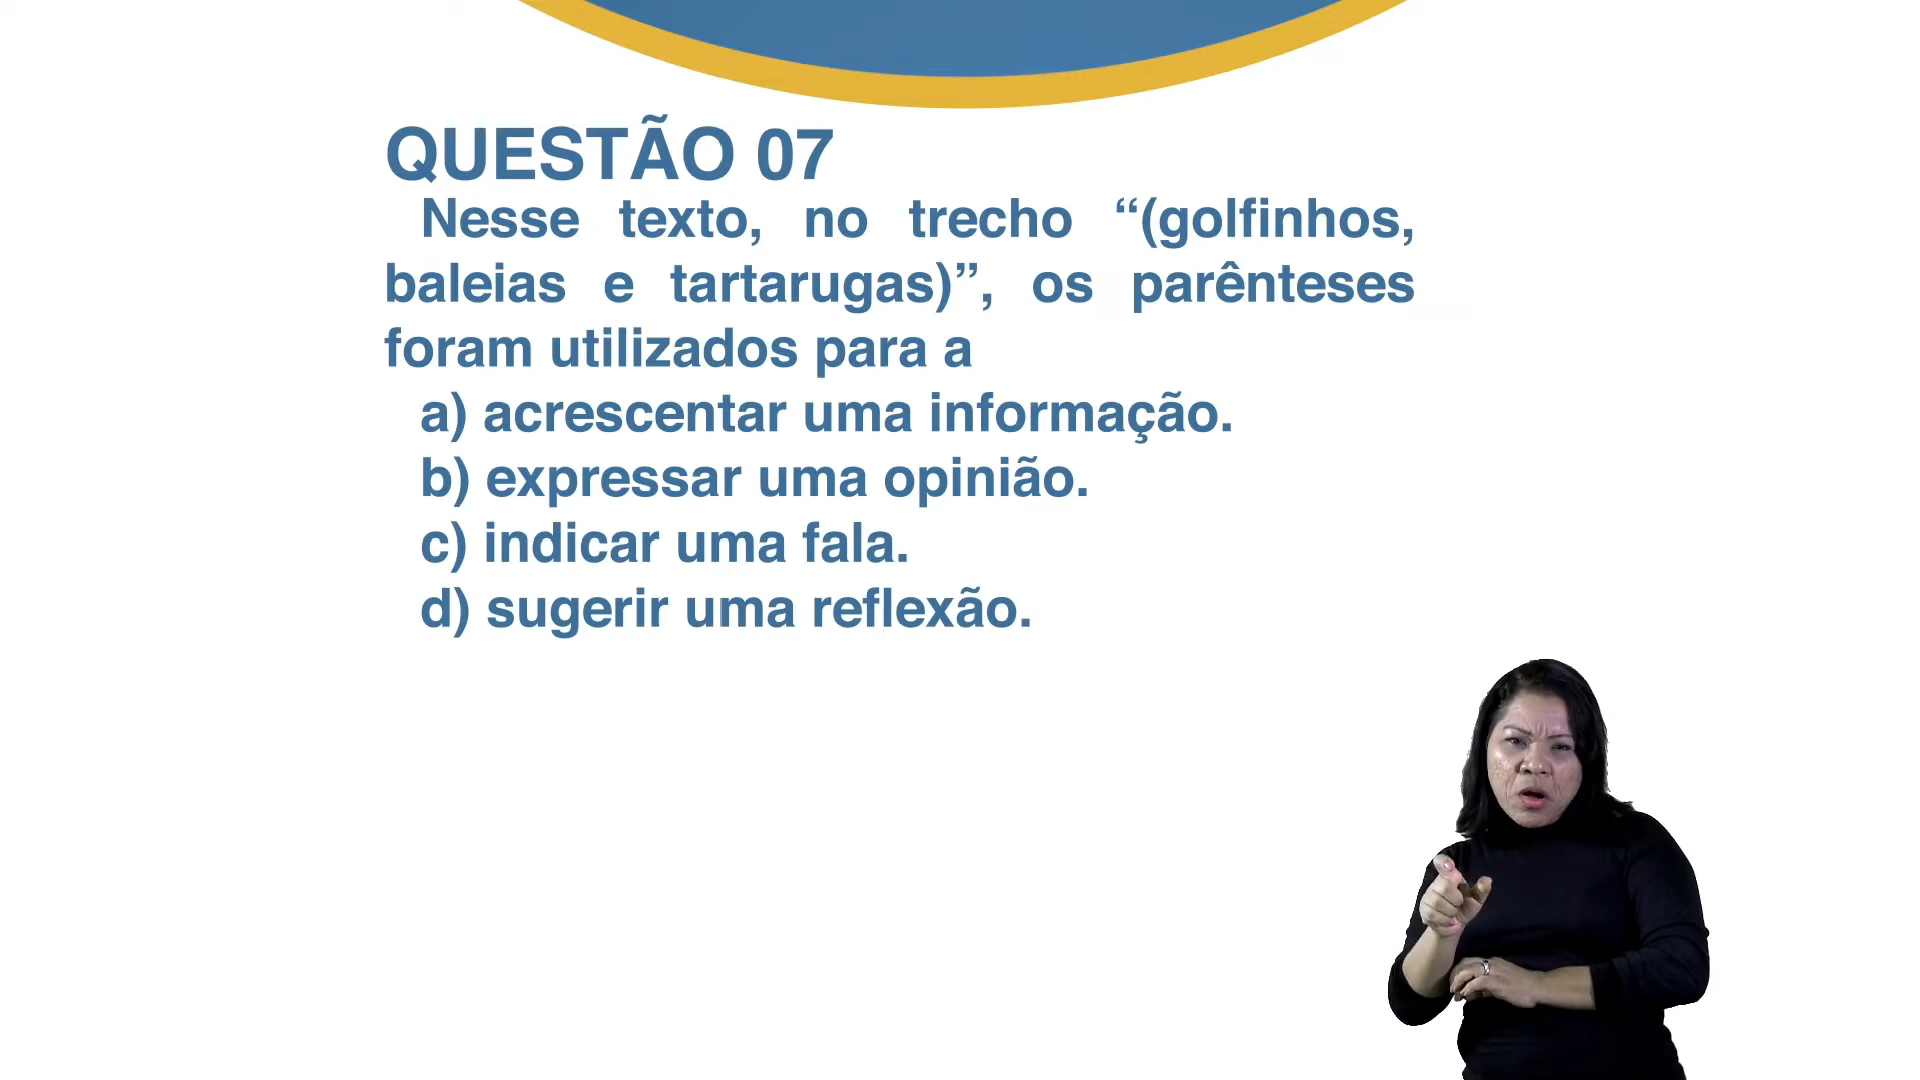 QUESTÃO 07
Nesse texto, no trecho “(golfinhos,
baleias e tartarugas)”, os parênteses
foram utilizados para a
a) acrescentar uma informação.
b) expressar uma opinião.
c) indicar uma fala.
d) sugerir uma reflexão.